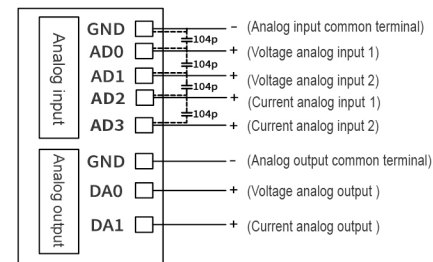 Analog input
GND - (Analog input common terminal)
104p
AD0 + (Voltage analog input 1)
104p
AD1 + (Voltage analog input 2)
104p
AD2 + (Current analog input 1)
104p
AD3 + (Current analog input 2)
Analog output
GND - (Analog output common terminal)
DA0 + (Voltage analog output )
DA1 + (Current analog output )